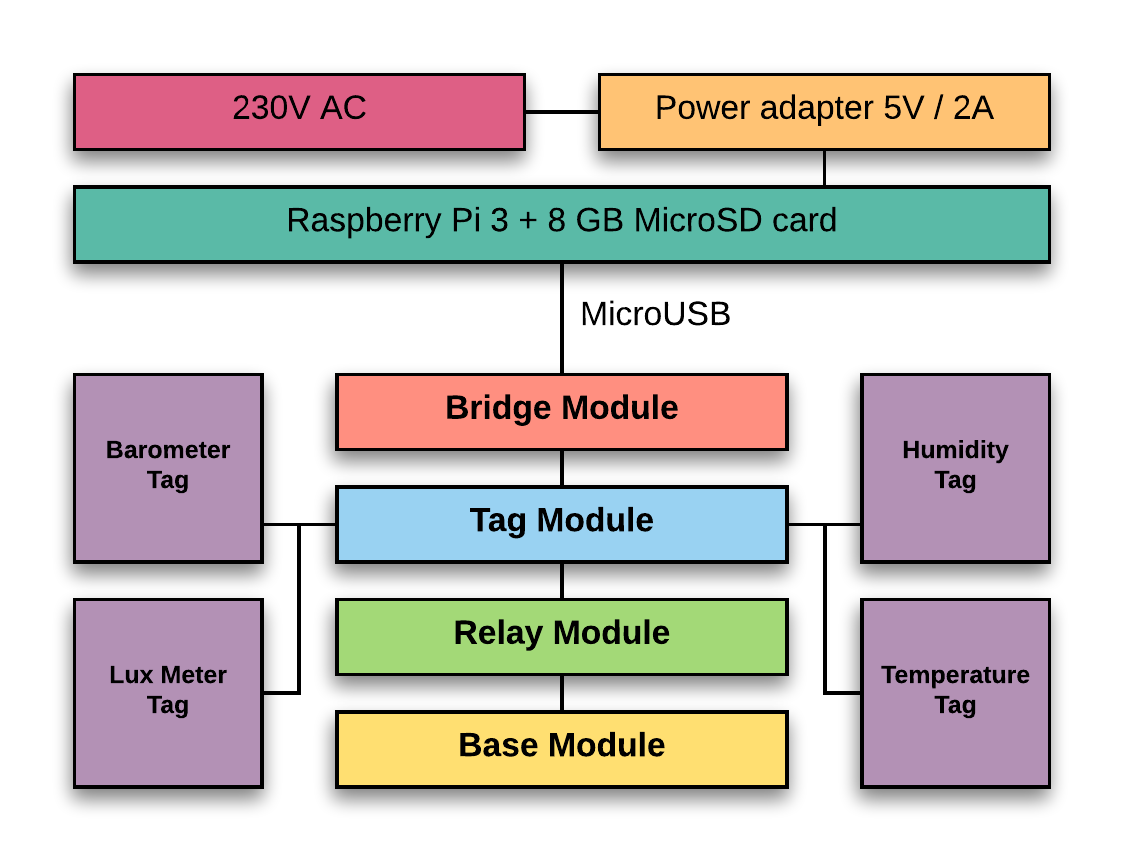 230V AC
Power adapter 5V / 2A
Raspberry Pi 3 + 8 GB MicroSD card
MicroUSB
Bridge Module
Barometer
Tag
Humidity
Tag
Tag Module
Relay Module
Lux Meter
Tag
Temperature
Tag
Base Module